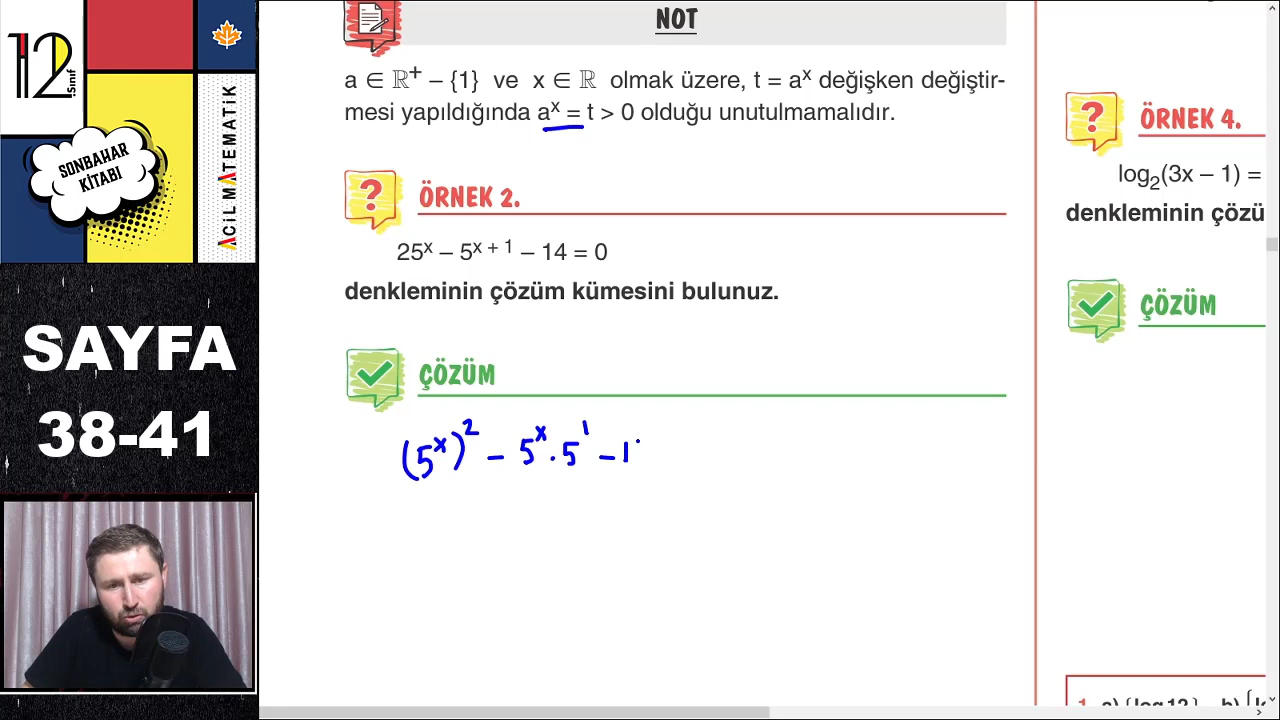 12
.Sınıf
SONBAHAR
KİTABI
ACİLMATEMATİK
SAYFA
38-41
NOT
a ∈ ℝ⁺ – {1} ve x ∈ ℝ olmak üzere, t = aˣ değişken değiştir-
mesi yapıldığında aˣ = t > 0 olduğu unutulmamalıdır.
ÖRNEK 2.
25ˣ – 5ˣ⁺¹ – 14 = 0
denkleminin çözüm kümesini bulunuz.
ÇÖZÜM
(5ˣ)² – 5ˣ . 5¹ – 1
ÖRNEK 4.
log₂(3x – 1) =
denkleminin çözü
ÇÖZÜM